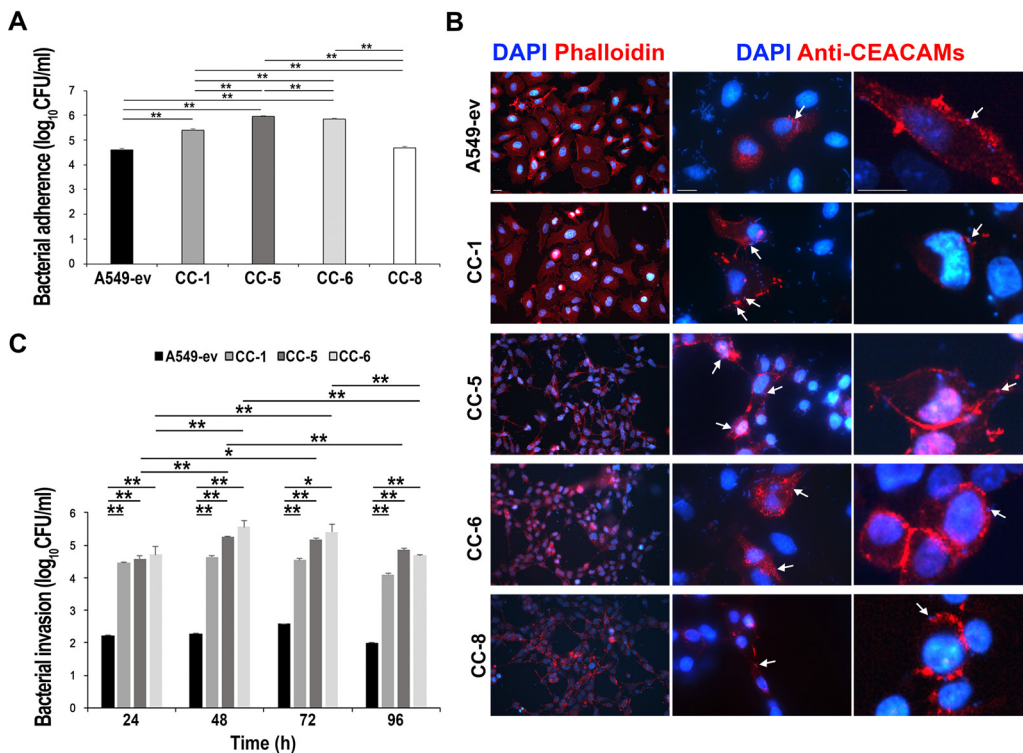 A
Bacterial adherence (log10CFU/ml)
7
6
5
4
3
2
1
0
**
**
**
**
**
**
**
**
**
A549-ev CC-1 CC-5 CC-6 CC-8
B
DAPI Phalloidin DAPI Anti-CEACAMs
A549-ev
CC-1
CC-5
CC-6
CC-8
C
A549-ev CC-1 CC-5 CC-6
**
**
**
**
**
*
**
** ** * **
** ** ** **
** ** ** **
Bacterial invasion (log10CFU/ml)
6
5
4
3
2
1
0
24 48 72 96
Time (h)